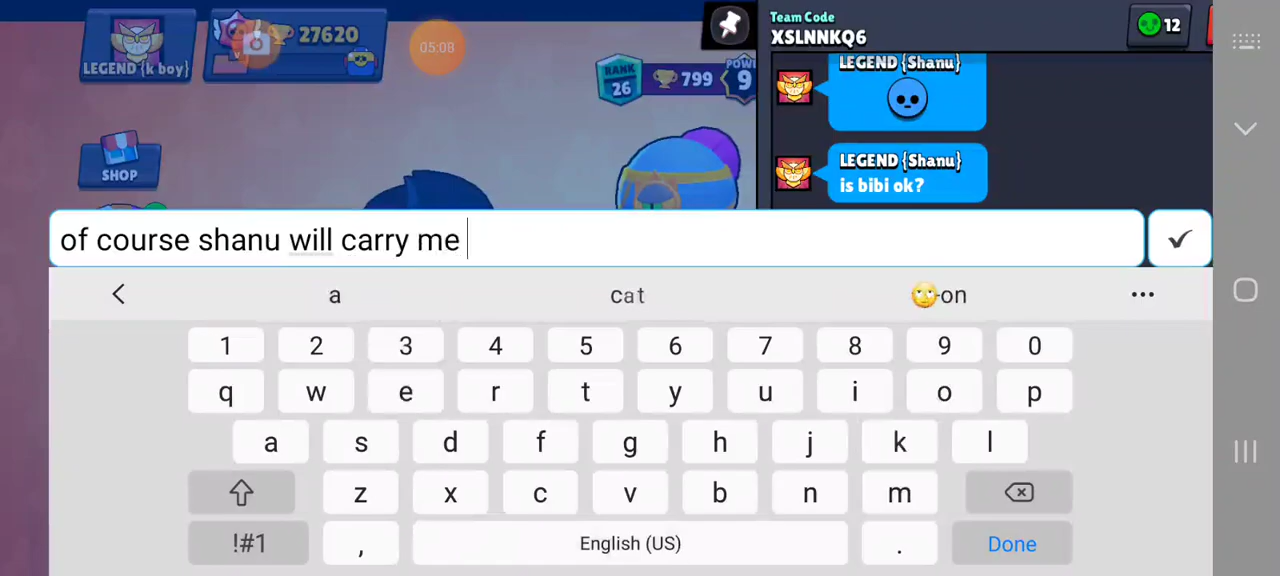 LEGEND {k boy}
27620
05:08
Team Code
XSLNNKQ6
12
RANK
26
799
POWE
9
LEGEND {Shanu}
LEGEND {Shanu}
is bibi ok?
SHOP
of course shanu will carry me
a cat 🙄-on
1 2 3 4 5 6 7 8 9 0
q w e r t y u i o p
a s d f g h j k l
z x c v b n m
!#1 , English (US) . Done